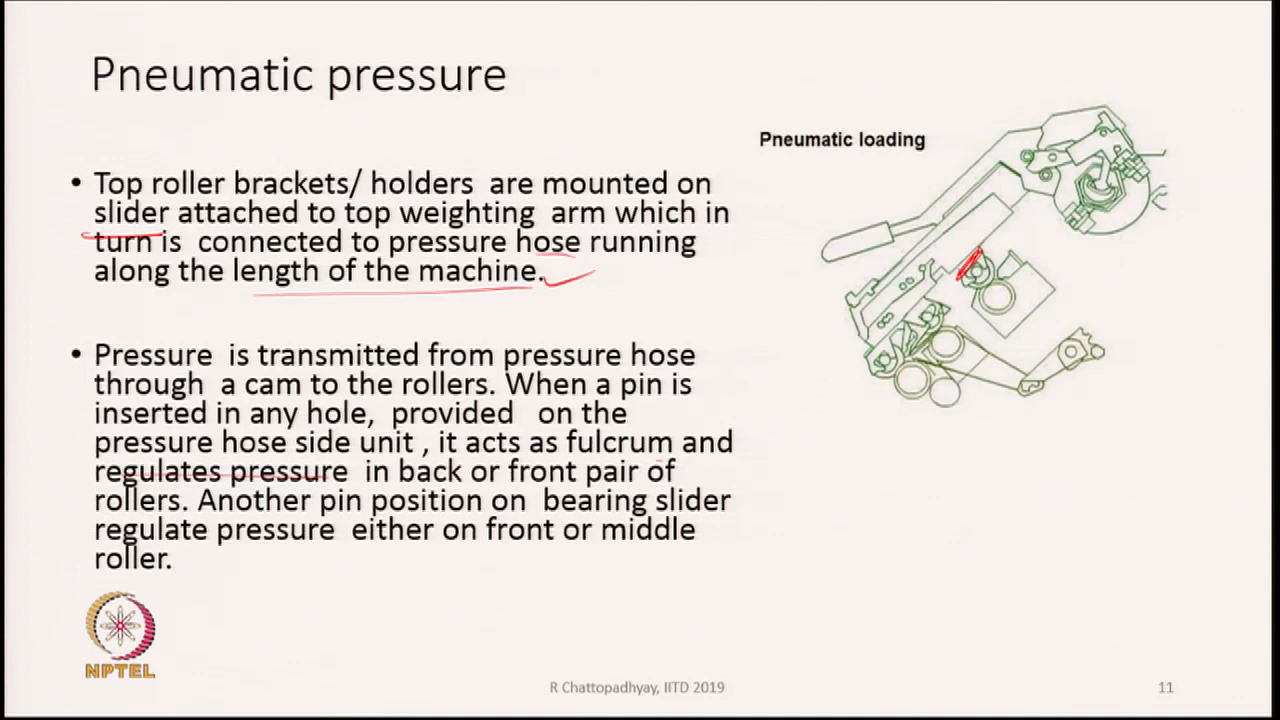 Pneumatic pressure
• Top roller brackets/ holders are mounted on
slider attached to top weighting arm which in
turn is connected to pressure hose running
along the length of the machine.
• Pressure is transmitted from pressure hose
through a cam to the rollers. When a pin is
inserted in any hole, provided on the
pressure hose side unit , it acts as fulcrum and
regulates pressure in back or front pair of
rollers. Another pin position on bearing slider
regulate pressure either on front or middle
roller.
Pneumatic loading
NPTEL
R Chattopadhyay, IITD 2019
11